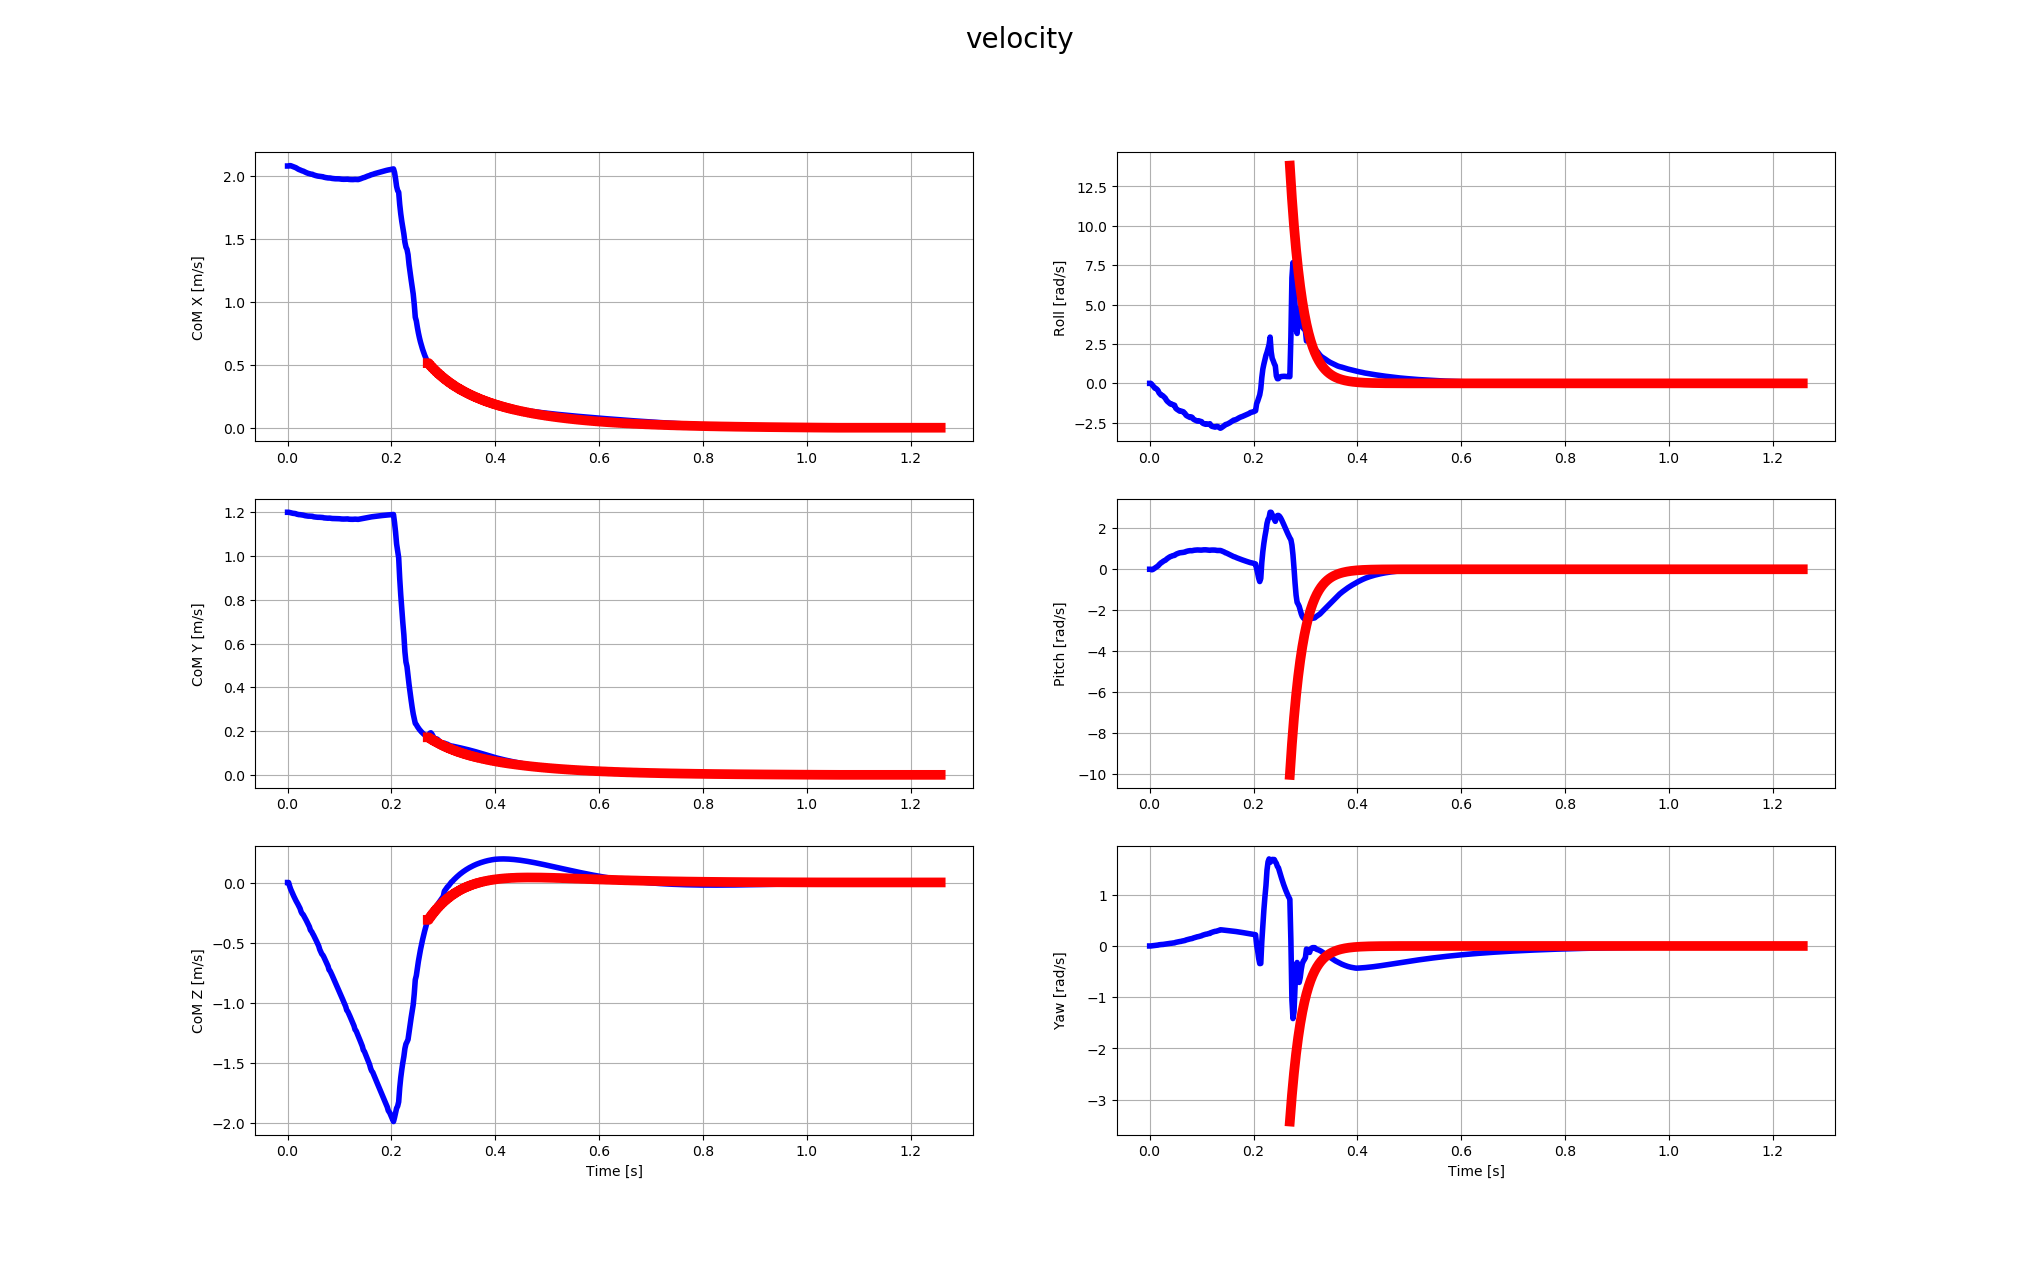 velocity
CoM X [m/s]
2.0
1.5
1.0
0.5
0.0
0.0 0.2 0.4 0.6 0.8 1.0 1.2
Roll [rad/s]
12.5
10.0
7.5
5.0
2.5
0.0
−2.5
0.0 0.2 0.4 0.6 0.8 1.0 1.2
CoM Y [m/s]
1.2
1.0
0.8
0.6
0.4
0.2
0.0
0.0 0.2 0.4 0.6 0.8 1.0 1.2
Pitch [rad/s]
2
0
−2
−4
−6
−8
−10
0.0 0.2 0.4 0.6 0.8 1.0 1.2
CoM Z [m/s]
0.0
−0.5
−1.0
−1.5
−2.0
0.0 0.2 0.4 0.6 0.8 1.0 1.2
Time [s]
Yaw [rad/s]
1
0
−1
−2
−3
0.0 0.2 0.4 0.6 0.8 1.0 1.2
Time [s]